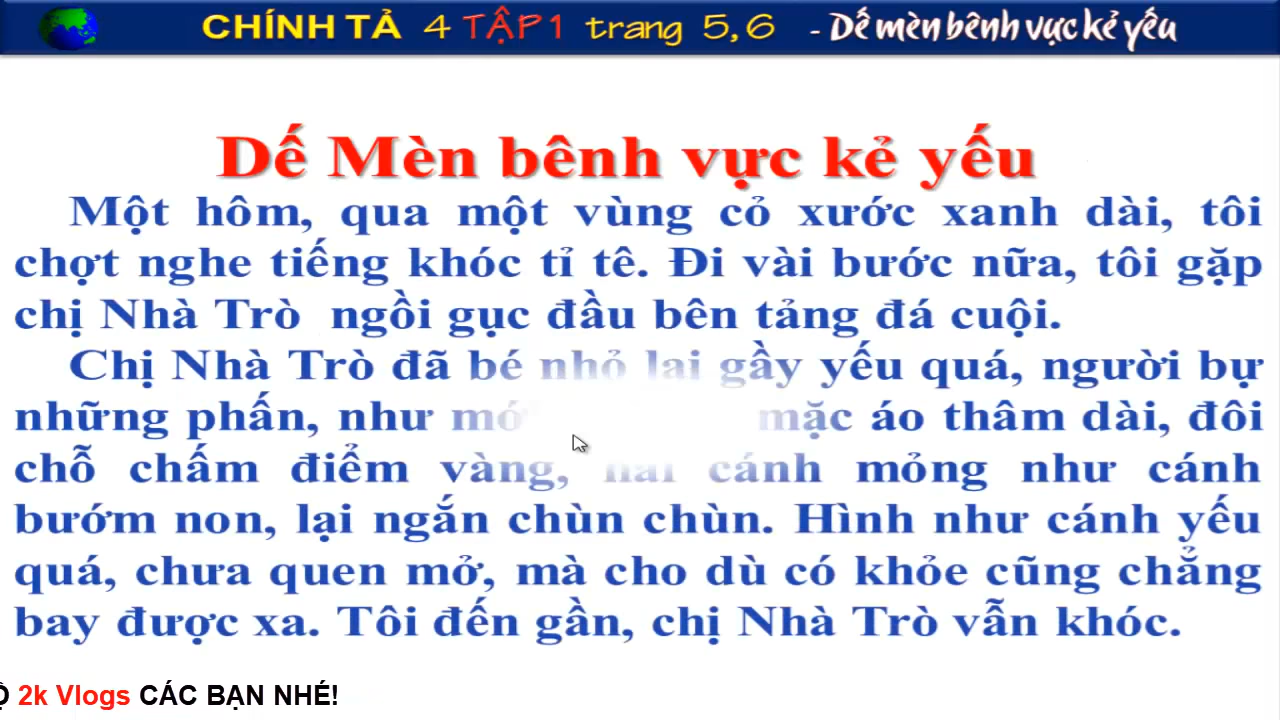 CHÍNH TẢ 4 TẬP 1 trang 5,6 - Dế mèn bênh vực kẻ yếu
Dế Mèn bênh vực kẻ yếu
Một hôm, qua một vùng cỏ xước xanh dài, tôi
chợt nghe tiếng khóc tỉ tê. Đi vài bước nữa, tôi gặp
chị Nhà Trò ngồi gục đầu bên tảng đá cuội.
Chị Nhà Trò đã bé nhỏ lại gầy yếu quá, người bự
những phấn, như mặc áo thâm dài, đôi
chỗ chấm điểm vàng, hai cánh mỏng như cánh
bướm non, lại ngắn chùn chùn. Hình như cánh yếu
quá, chưa quen mở, mà cho dù có khỏe cũng chẳng
bay được xa. Tôi đến gần, chị Nhà Trò vẫn khóc.
2k Vlogs CÁC BẠN NHÉ!